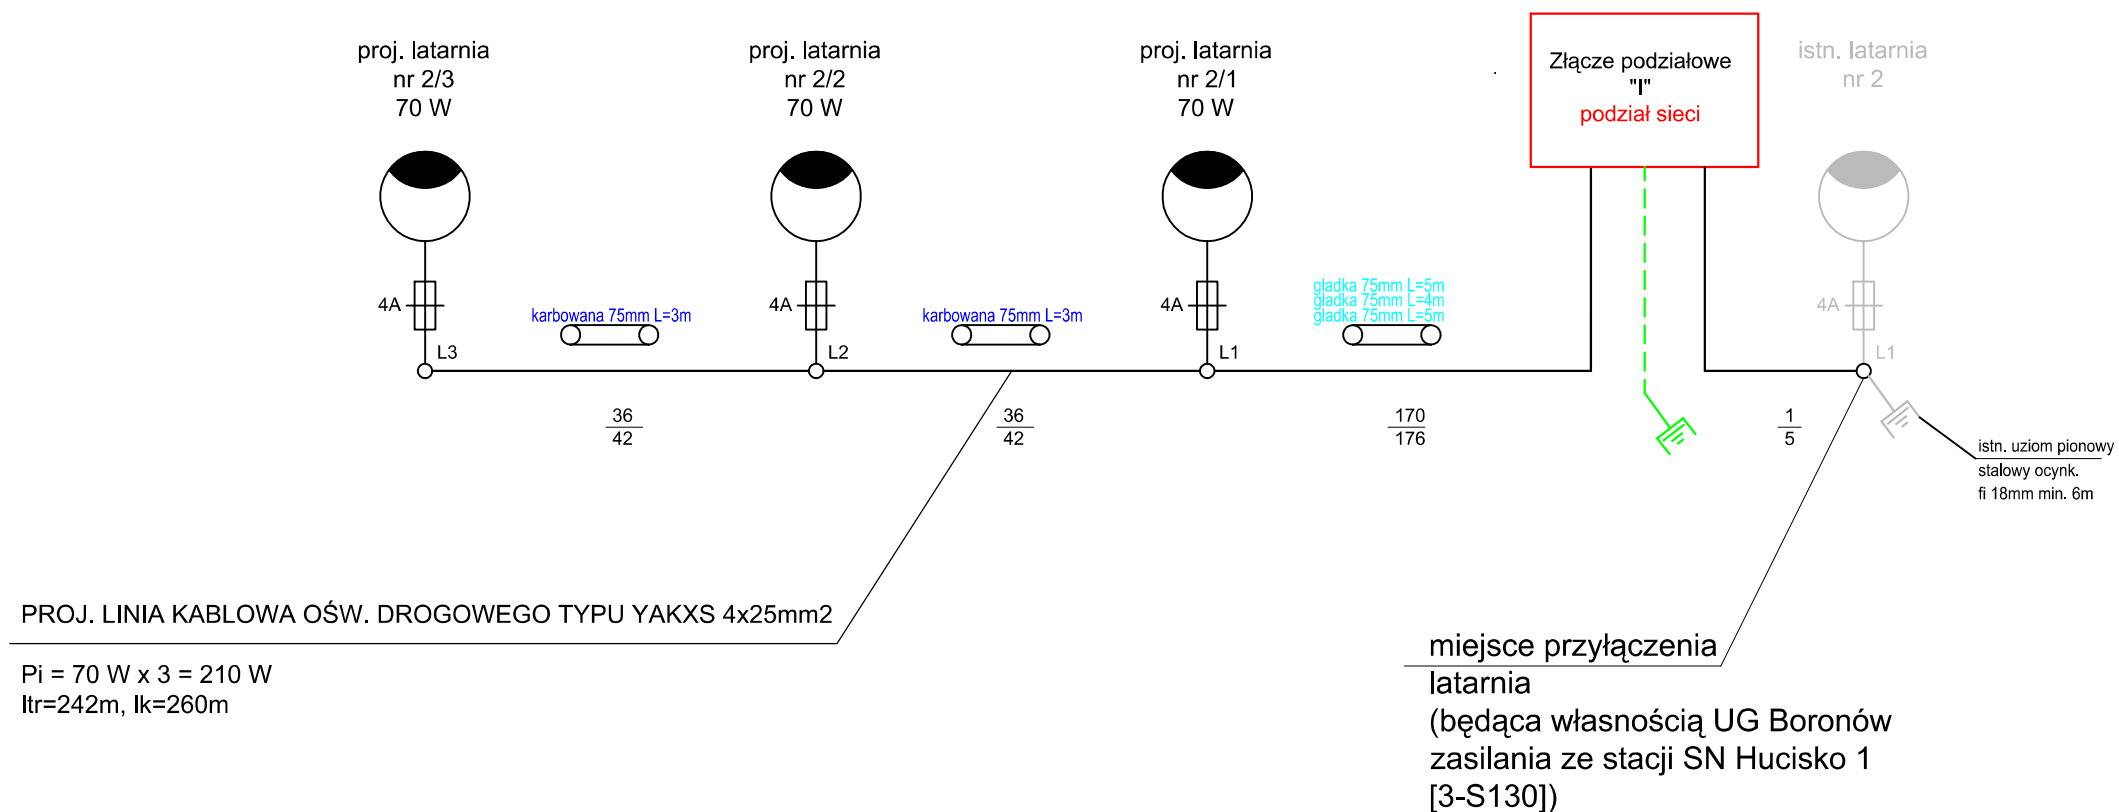 proj. latarnia
nr 2/3
70 W
proj. latarnia
nr 2/2
70 W
proj. latarnia
nr 2/1
70 W
Złącze podziałowe
"I"
podział sieci
istn. latarnia
nr 2
4A
L3
karbowana 75mm L=3m
4A
L2
karbowana 75mm L=3m
4A
L1
gładka 75mm L=5m
gładka 75mm L=4m
gładka 75mm L=5m
4A
L1
36
42
36
42
170
176
1
5
istn. uziom pionowy
stalowy ocynk.
fi 18mm min. 6m
PROJ. LINIA KABLOWA OŚW. DROGOWEGO TYPU YAKXS 4x25mm2
Pi = 70 W x 3 = 210 W
ltr=242m, lk=260m
miejsce przyłączenia
latarnia
(będąca własnością UG Boronów
zasilania ze stacji SN Hucisko 1
[3-S130])